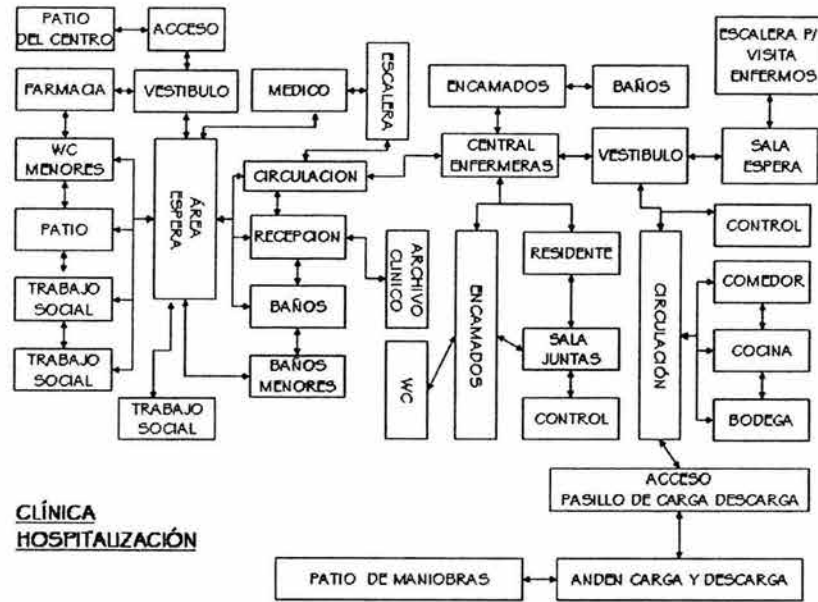 PATIO
DEL CENTRO
ACCESO
ESCALERA P/
VISITA
ENFERMOS
FARMACIA
VESTIBULO
MEDICO
ESCALERA
ENCAMADOS
BAÑOS
WC
MENORES
CIRCULACION
CENTRAL
ENFERMERAS
VESTIBULO
SALA
ESPERA
PATIO
ÁREA
ESPERA
RECEPCION
ARCHIVO
CLINICO
ENCAMADOS
RESIDENTE
CIRCULACIÓN
CONTROL
TRABAJO
SOCIAL
BAÑOS
COMEDOR
TRABAJO
SOCIAL
BAÑOS
MENORES
WC
SALA
JUNTAS
COCINA
TRABAJO
SOCIAL
CONTROL
BODEGA
ACCESO
PASILLO DE CARGA DESCARGA
CLÍNICA
HOSPITALIZACIÓN
PATIO DE MANIOBRAS
ANDEN CARGA Y DESCARGA